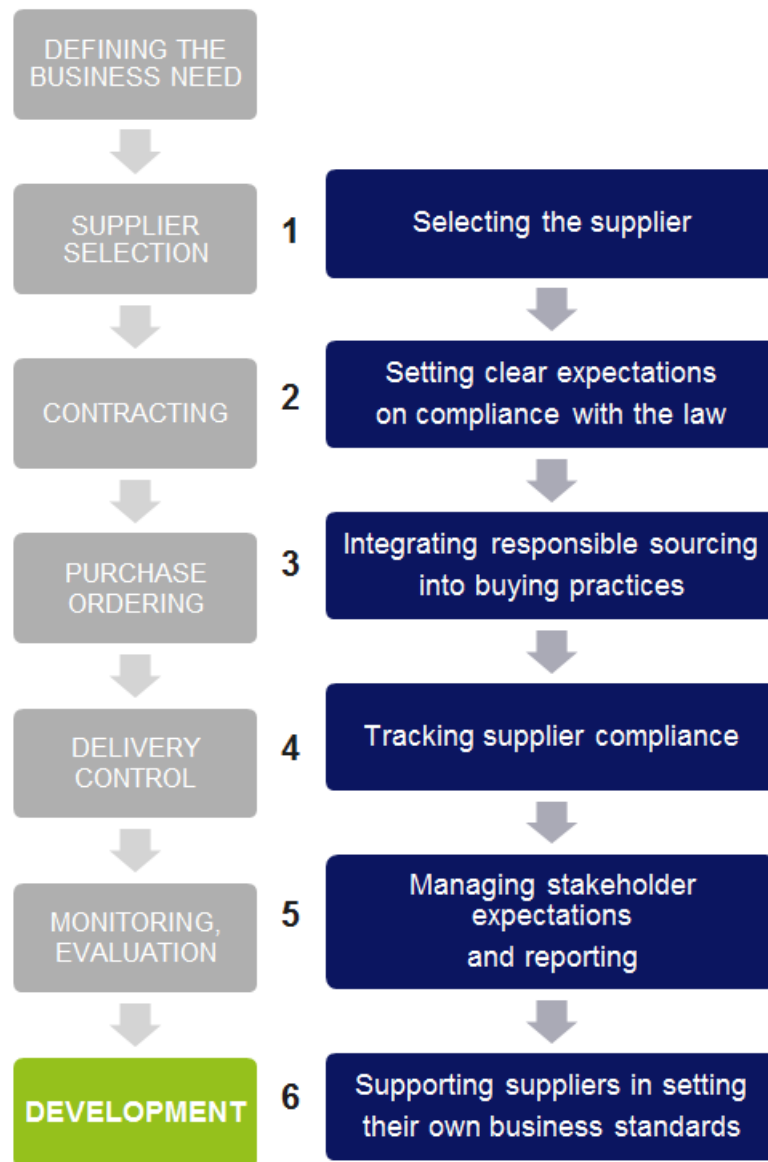 DEFINING THE
BUSINESS NEED
SUPPLIER
SELECTION
1
Selecting the supplier
CONTRACTING
2
Setting clear expectations
on compliance with the law
PURCHASE
ORDERING
3
Integrating responsible sourcing
into buying practices
DELIVERY
CONTROL
4
Tracking supplier compliance
MONITORING,
EVALUATION
5
Managing stakeholder
expectations
and reporting
DEVELOPMENT
6
Supporting suppliers in setting
their own business standards